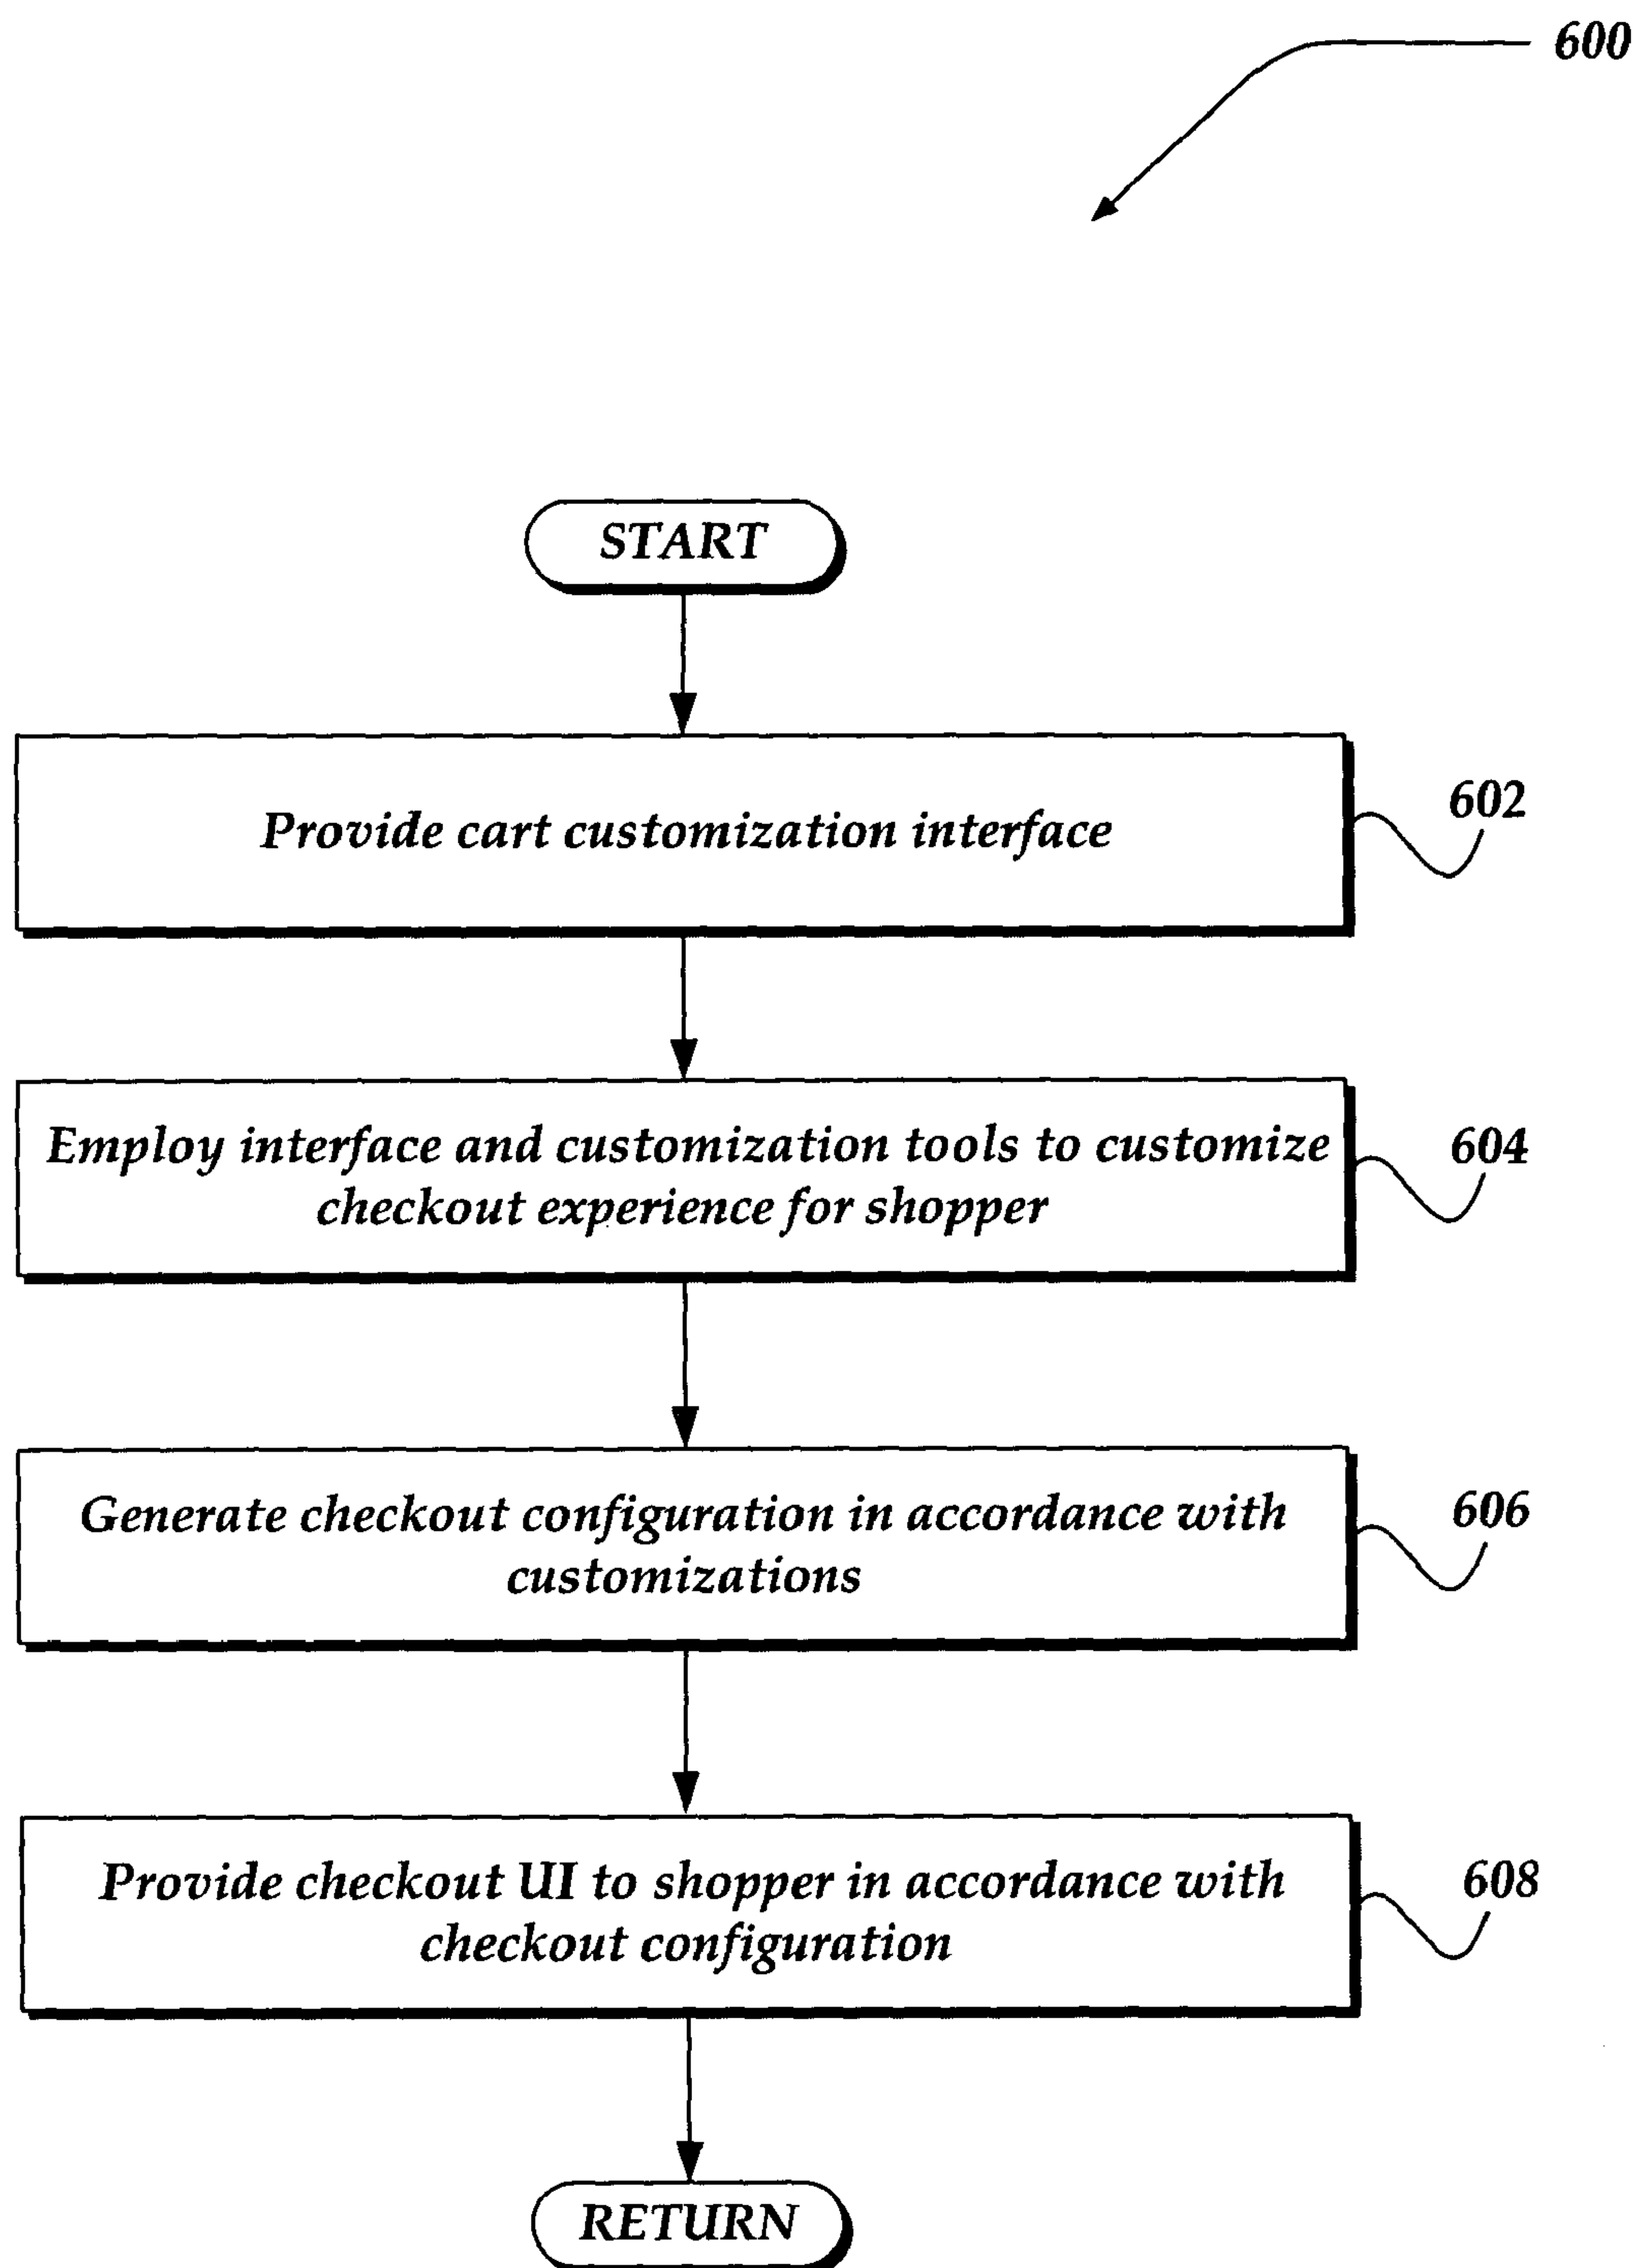 600
START
Provide cart customization interface
602
Employ interface and customization tools to customize
checkout experience for shopper
604
Generate checkout configuration in accordance with
customizations
606
Provide checkout UI to shopper in accordance with
checkout configuration
608
RETURN